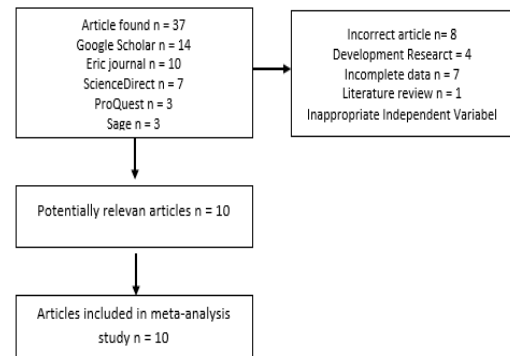 Article found n = 37
Google Scholar n = 14
Eric journal n = 10
ScienceDirect n = 7
ProQuest n = 3
Sage n = 3
Incorrect article n= 8
Development Researct n = 4
Incomplete data n = 7
Literature review n = 1
Inappropriate Independent Variabel
Potentially relevan articles n = 10
Articles included in meta-analysis
study n = 10